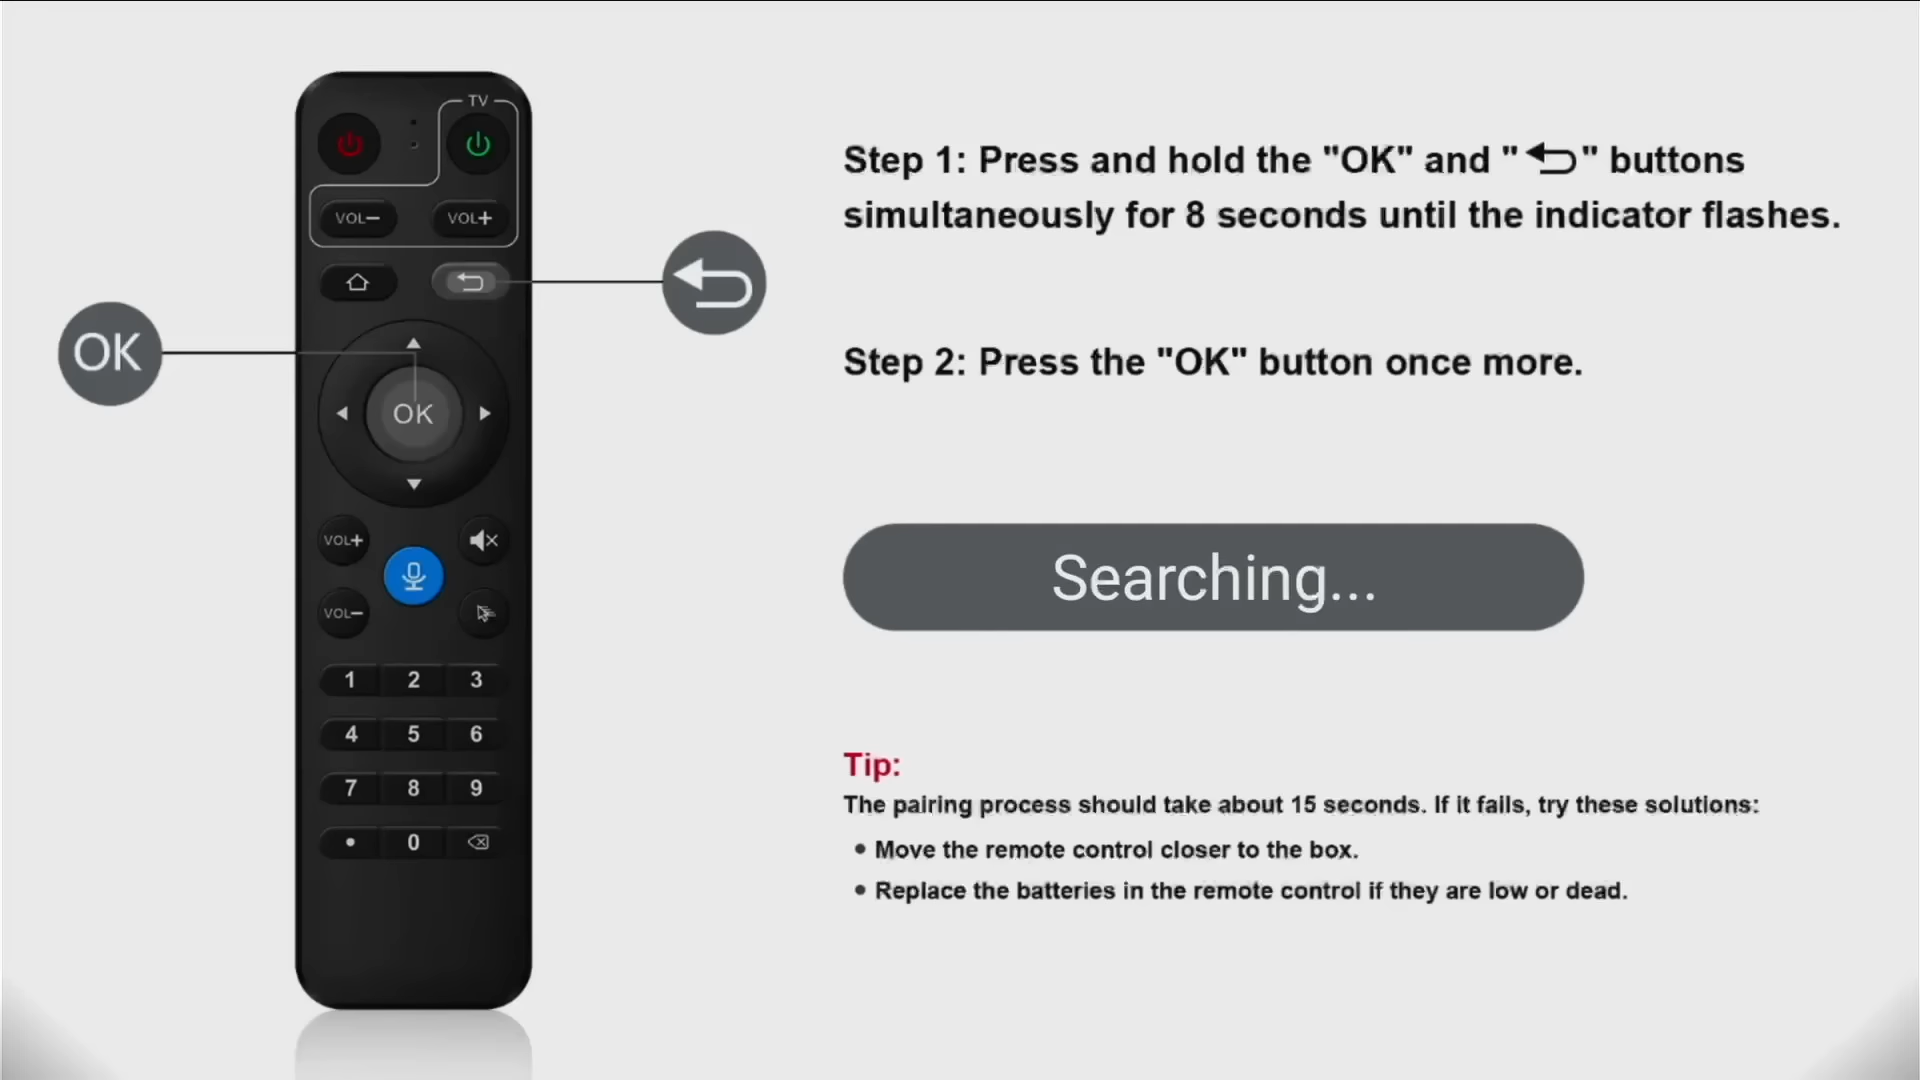 TV
VOL- VOL+
OK
OK
VOL+
VOL-
1 2 3
4 5 6
7 8 9
• 0
Step 1: Press and hold the "OK" and "↩" buttons
simultaneously for 8 seconds until the indicator flashes.
Step 2: Press the "OK" button once more.
Searching...
Tip:
The pairing process should take about 15 seconds. If it fails, try these solutions:
• Move the remote control closer to the box.
• Replace the batteries in the remote control if they are low or dead.